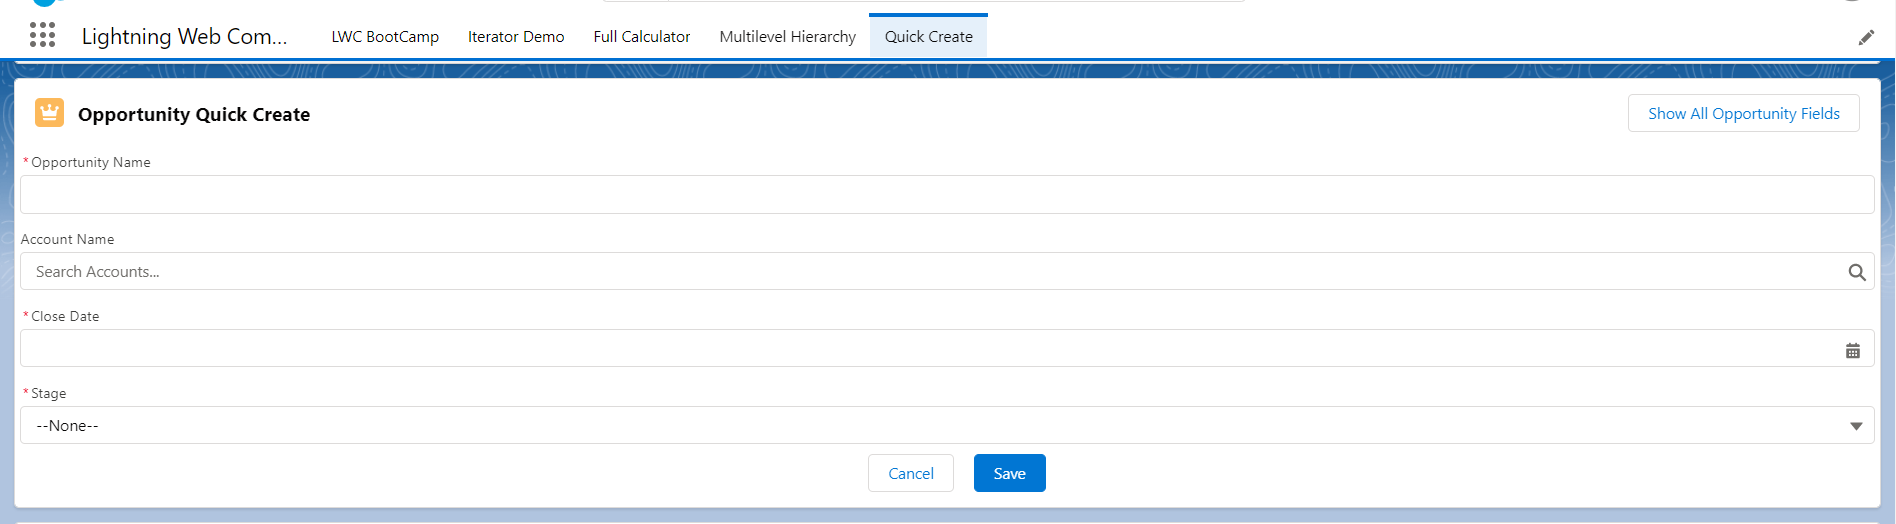 Lightning Web Com... LWC BootCamp Iterator Demo Full Calculator Multilevel Hierarchy Quick Create
Opportunity Quick Create Show All Opportunity Fields
* Opportunity Name
Account Name
Search Accounts...
* Close Date
* Stage
--None--
Cancel Save